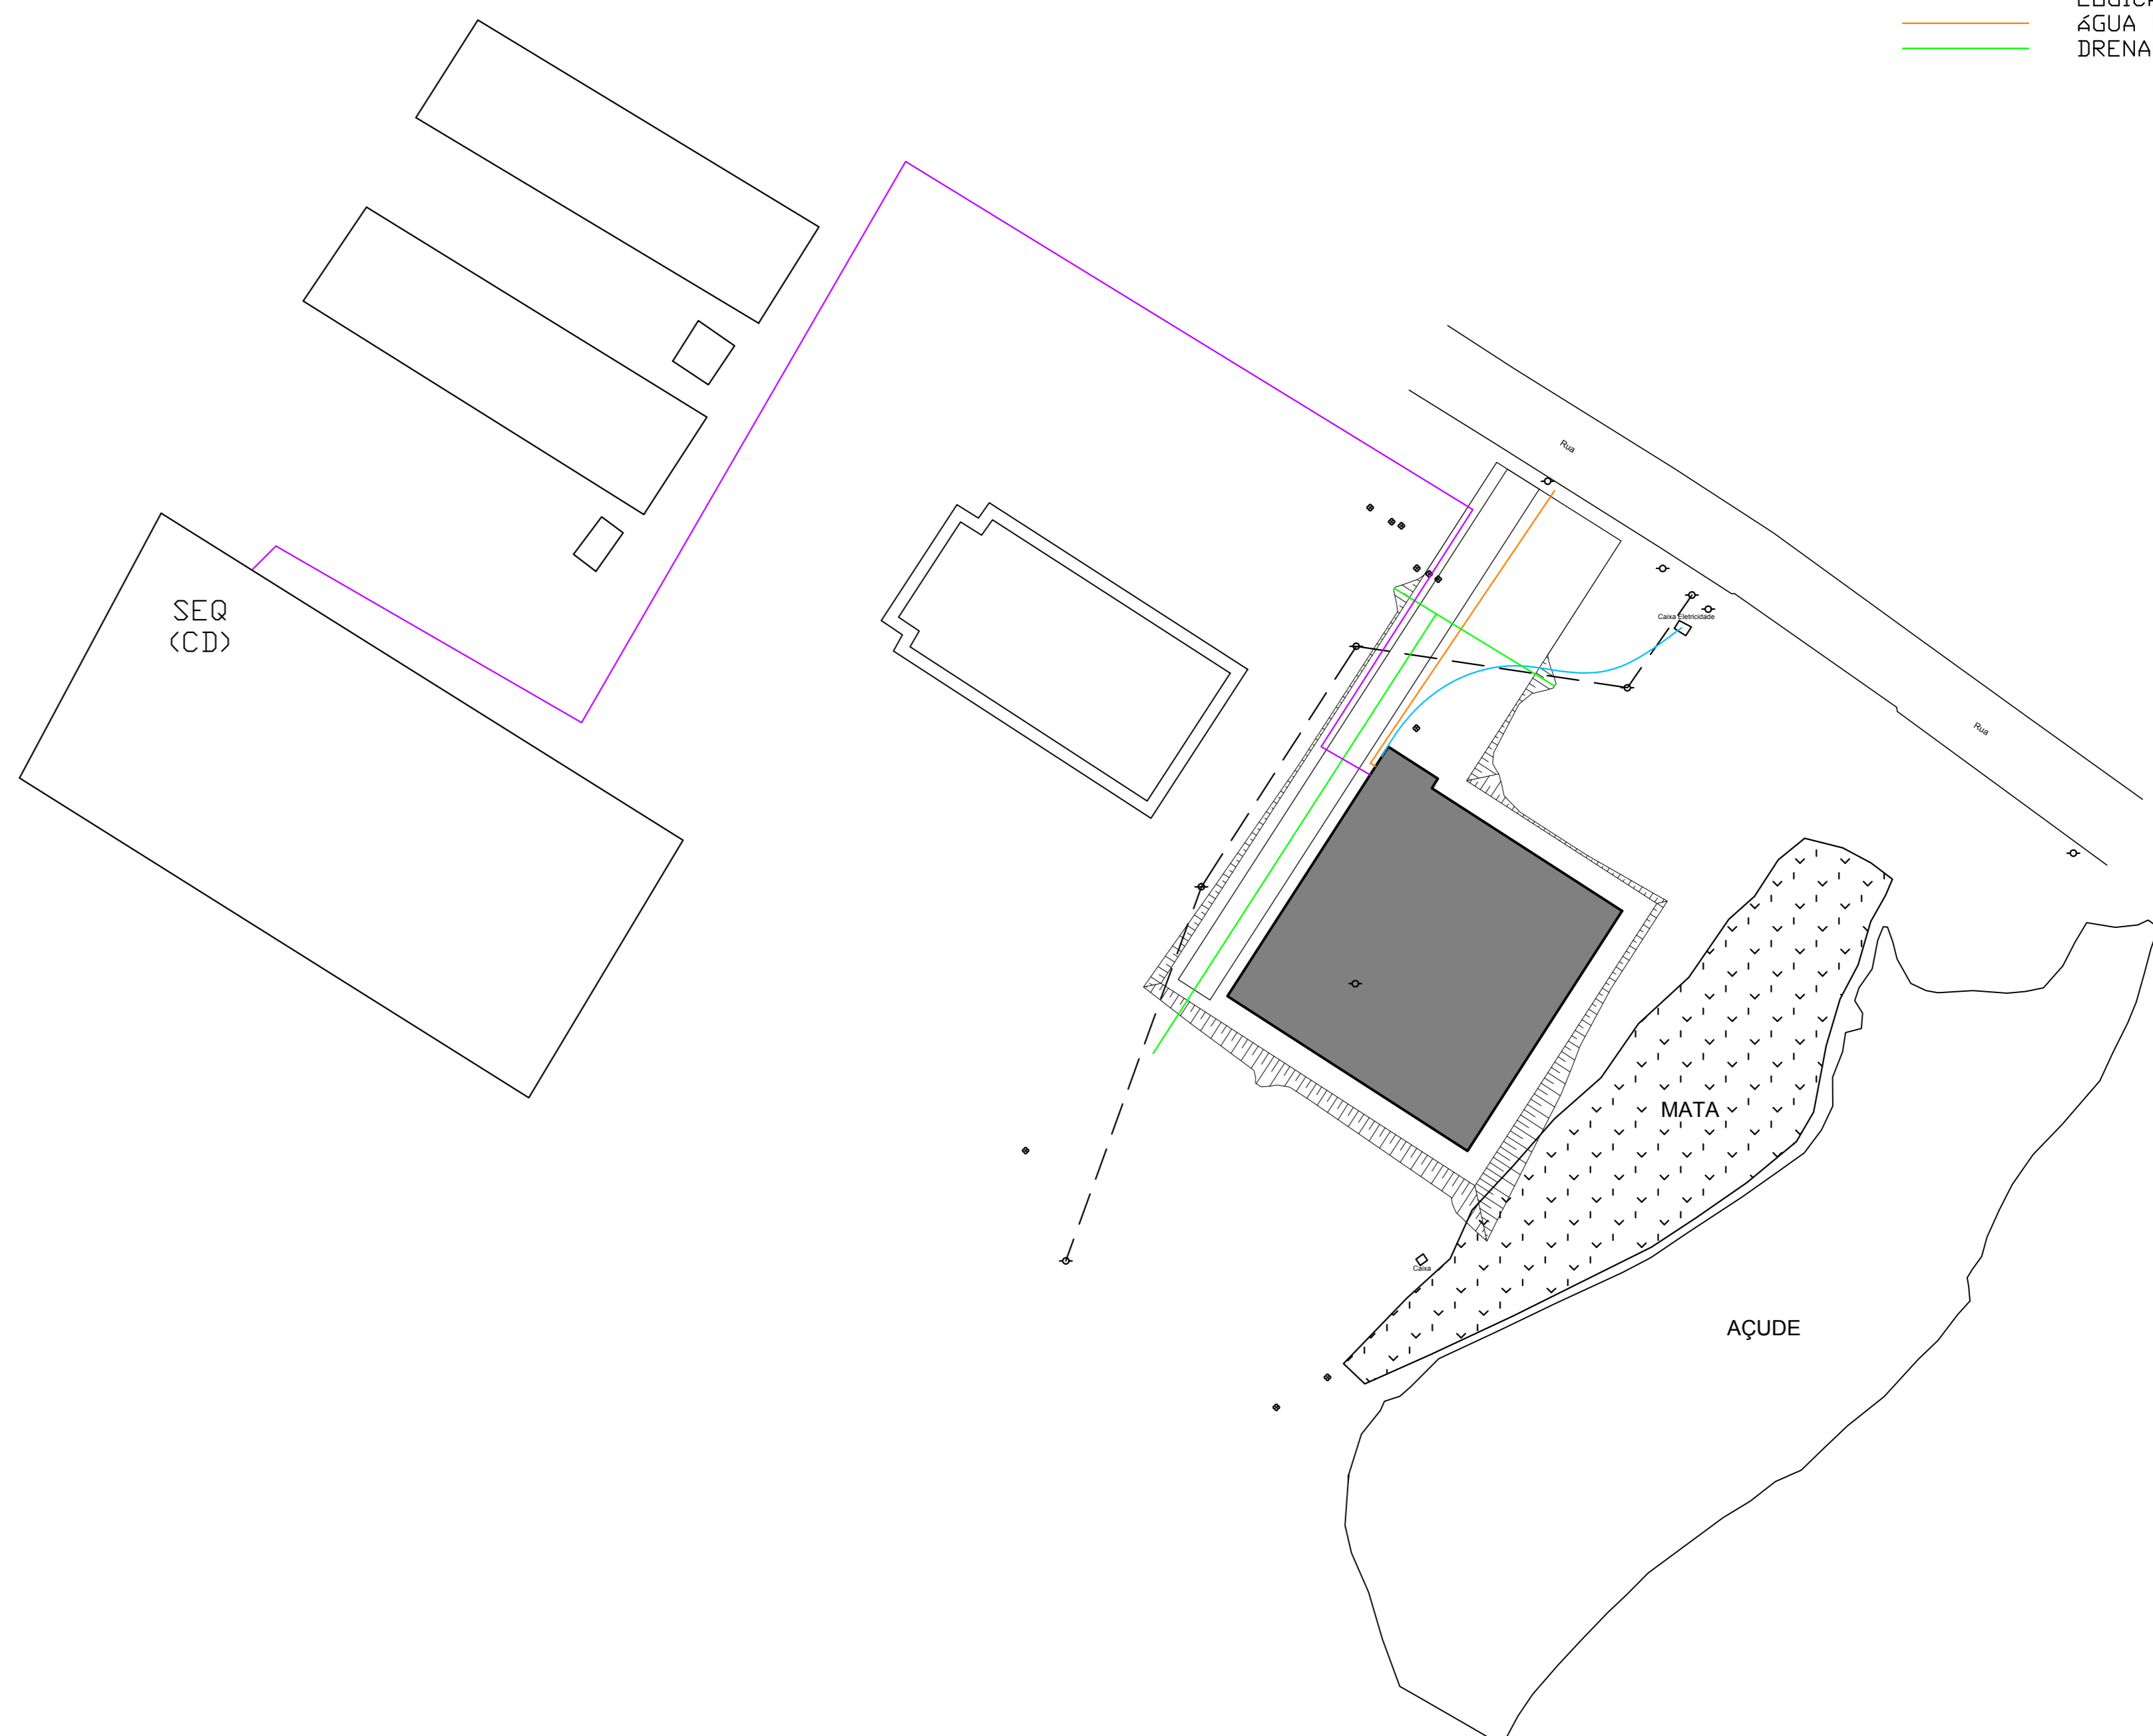 ÁGUA
DRENA
Rua
SEQ
(CD)
Caixa Eletricidade
Rua
MATA
Caixa
AÇUDE